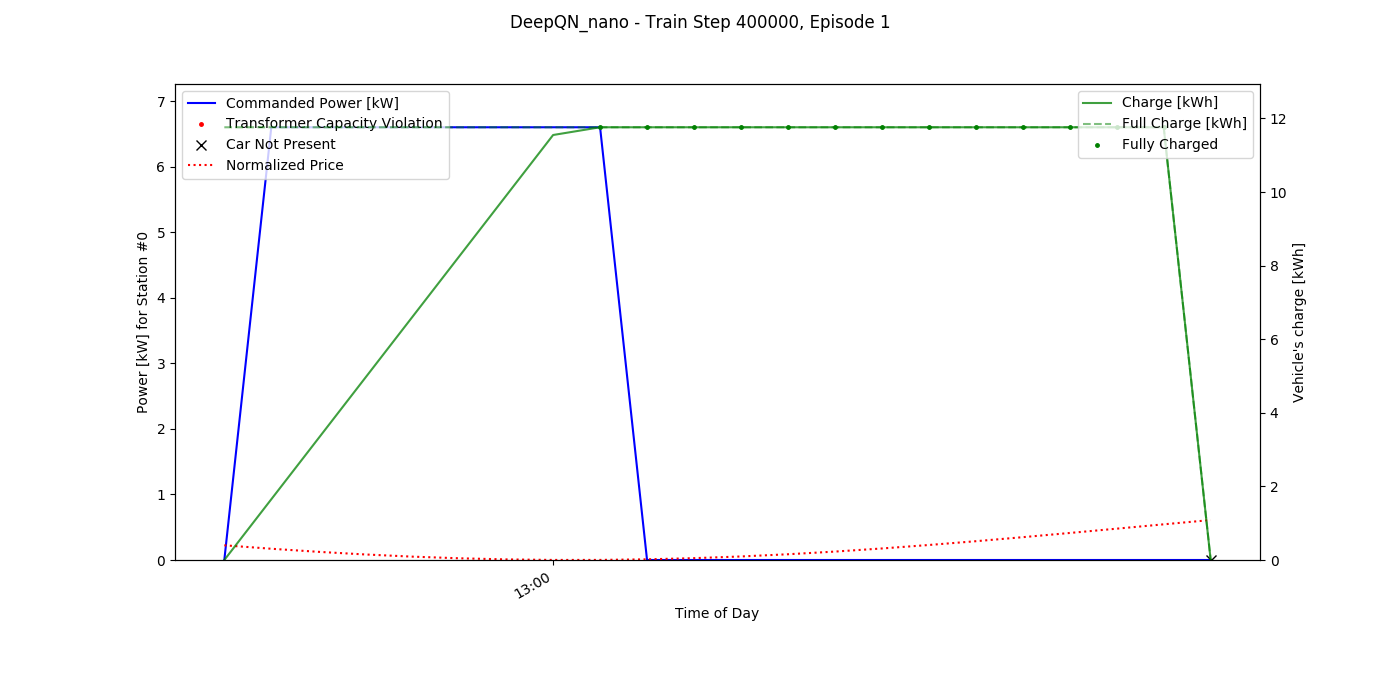 DeepQN_nano - Train Step 400000, Episode 1
Commanded Power [kW]
Transformer Capacity Violation
Car Not Present
Normalized Price
Charge [kWh]
Full Charge [kWh]
Fully Charged
7
6
5
4
3
2
1
0
Power [kW] for Station #0
12
10
8
6
4
2
0
Vehicle's charge [kWh]
13:00
Time of Day